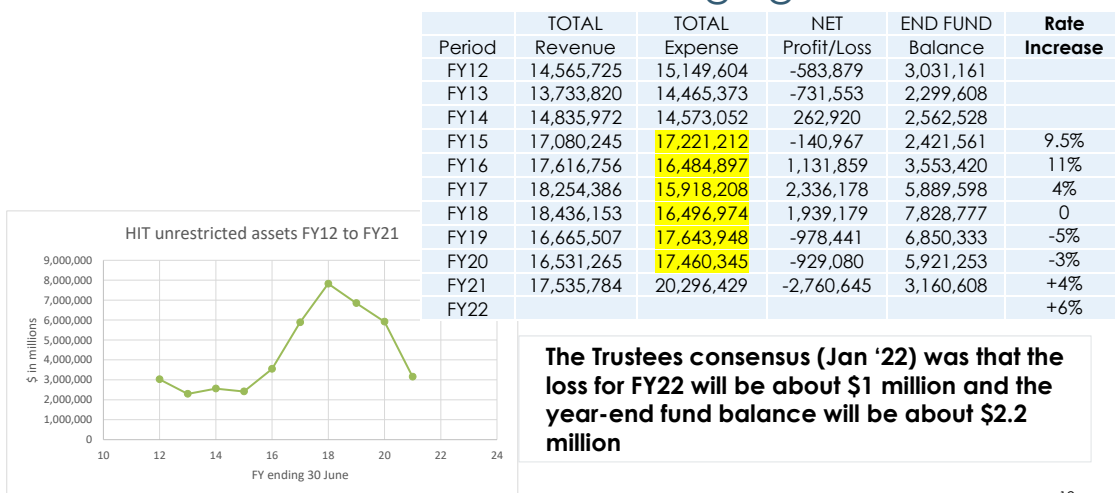 TOTAL TOTAL NET END FUND Rate
Period Revenue Expense Profit/Loss Balance Increase
FY12 14,565,725 15,149,604 -583,879 3,031,161
FY13 13,733,820 14,465,373 -731,553 2,299,608
FY14 14,835,972 14,573,052 262,920 2,562,528
FY15 17,080,245 17,221,212 -140,967 2,421,561 9.5%
FY16 17,616,756 16,484,897 1,131,859 3,553,420 11%
FY17 18,254,386 15,918,208 2,336,178 5,889,598 4%
FY18 18,436,153 16,496,974 1,939,179 7,828,777 0
FY19 16,665,507 17,643,948 -978,441 6,850,333 -5%
FY20 16,531,265 17,460,345 -929,080 5,921,253 -3%
FY21 17,535,784 20,296,429 -2,760,645 3,160,608 +4%
FY22 +6%
HIT unrestricted assets FY12 to FY21
$ in millions
9,000,000
8,000,000
7,000,000
6,000,000
5,000,000
4,000,000
3,000,000
2,000,000
1,000,000
0
10 12 14 16 18 20 22 24
FY ending 30 June
The Trustees consensus (Jan ‘22) was that the
loss for FY22 will be about $1 million and the
year-end fund balance will be about $2.2
million